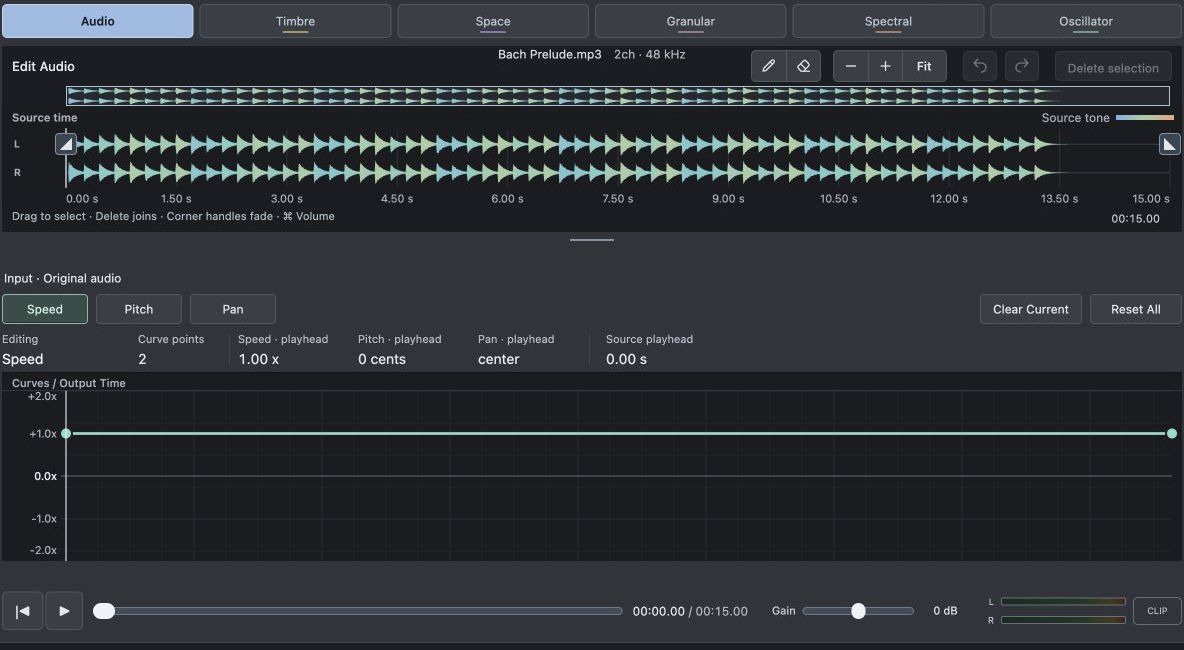 Audio Timbre Space Granular Spectral Oscillator
Bach Prelude.mp3 2ch · 48 kHz
Edit Audio
Fit
Delete selection
Source time
Source tone
L
R
0.00 s 1.50 s 3.00 s 4.50 s 6.00 s 7.50 s 9.00 s 10.50 s 12.00 s 13.50 s 15.00 s
Drag to select · Delete joins · Corner handles fade · ⌘ Volume
00:15.00
Input · Original audio
Speed Pitch Pan
Clear Current Reset All
Editing Curve points Speed · playhead Pitch · playhead Pan · playhead Source playhead
Speed 2 1.00 x 0 cents center 0.00 s
Curves / Output Time
+2.0x
+1.0x
0.0x
-1.0x
-2.0x
00:00.00 / 00:15.00 Gain 0 dB
L
R
CLIP